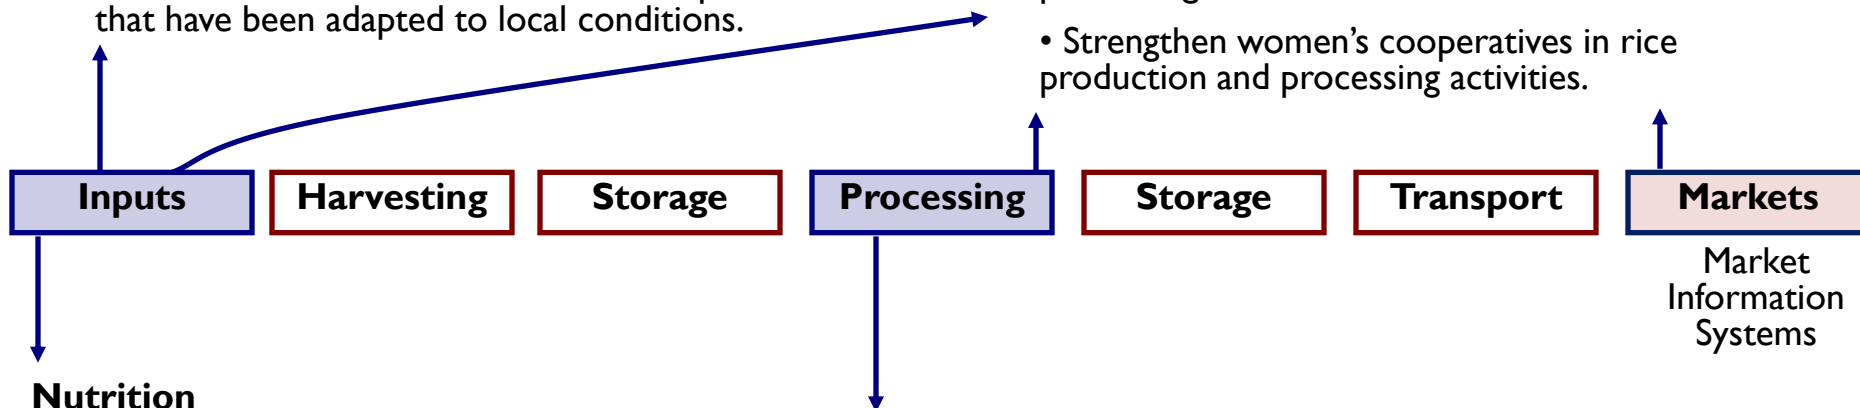 that have been adapted to local conditions.
• Strengthen women's cooperatives in rice
production and processing activities.
Inputs
Harvesting
Storage
Processing
Storage
Transport
Markets
Market
Information
Systems
Nutrition